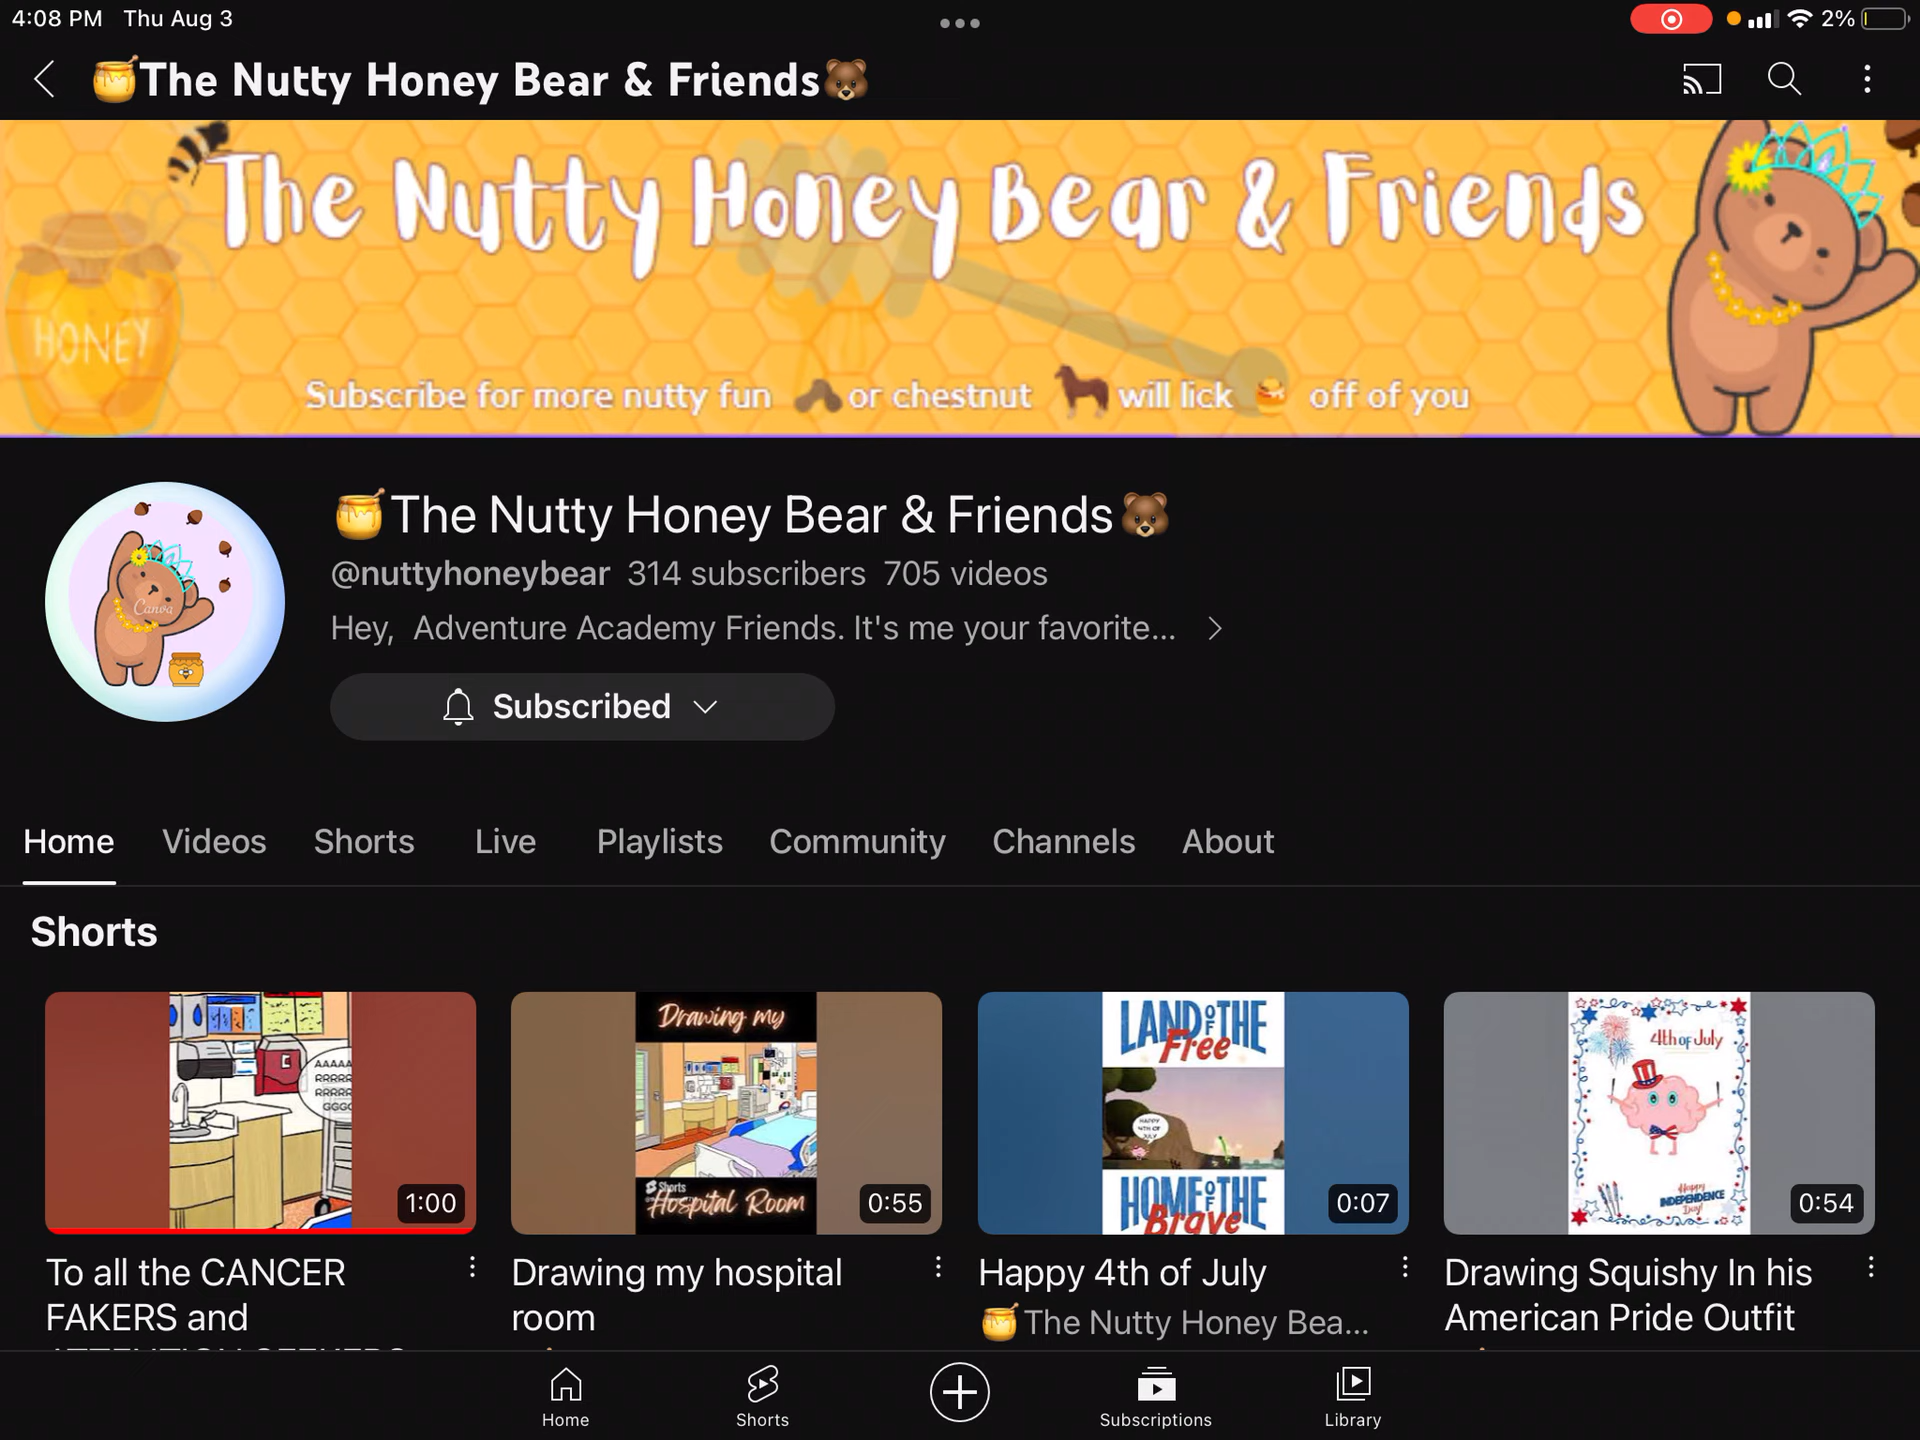 4:08 PM Thu Aug 3
2%
🍯The Nutty Honey Bear & Friends🐻
The Nutty Honey Bear & Friends
HONEY
Subscribe for more nutty fun 🌰 or chestnut 🐎 will lick 🍯 off of you
Canva
🍯The Nutty Honey Bear & Friends🐻
@nuttyhoneybear 314 subscribers 705 videos
Hey, Adventure Academy Friends. It's me your favorite...
Subscribed
Home Videos Shorts Live Playlists Community Channels About
Shorts
AAAAA
RRRRR
RRRRR
GGGG
1:00
Drawing my
Shorts
Hospital Room
0:55
LAND OF THE
Free
HAPPY
4TH OF
JULY
HOME OF THE
Brave
0:07
4th of July
Happy
INDEPENDENCE
Day!
0:54
To all the CANCER
FAKERS and
ATTENTION SEEKERS
Drawing my hospital
room
Happy 4th of July
🍯The Nutty Honey Bea...
Drawing Squishy In his
American Pride Outfit
Home Shorts Subscriptions Library